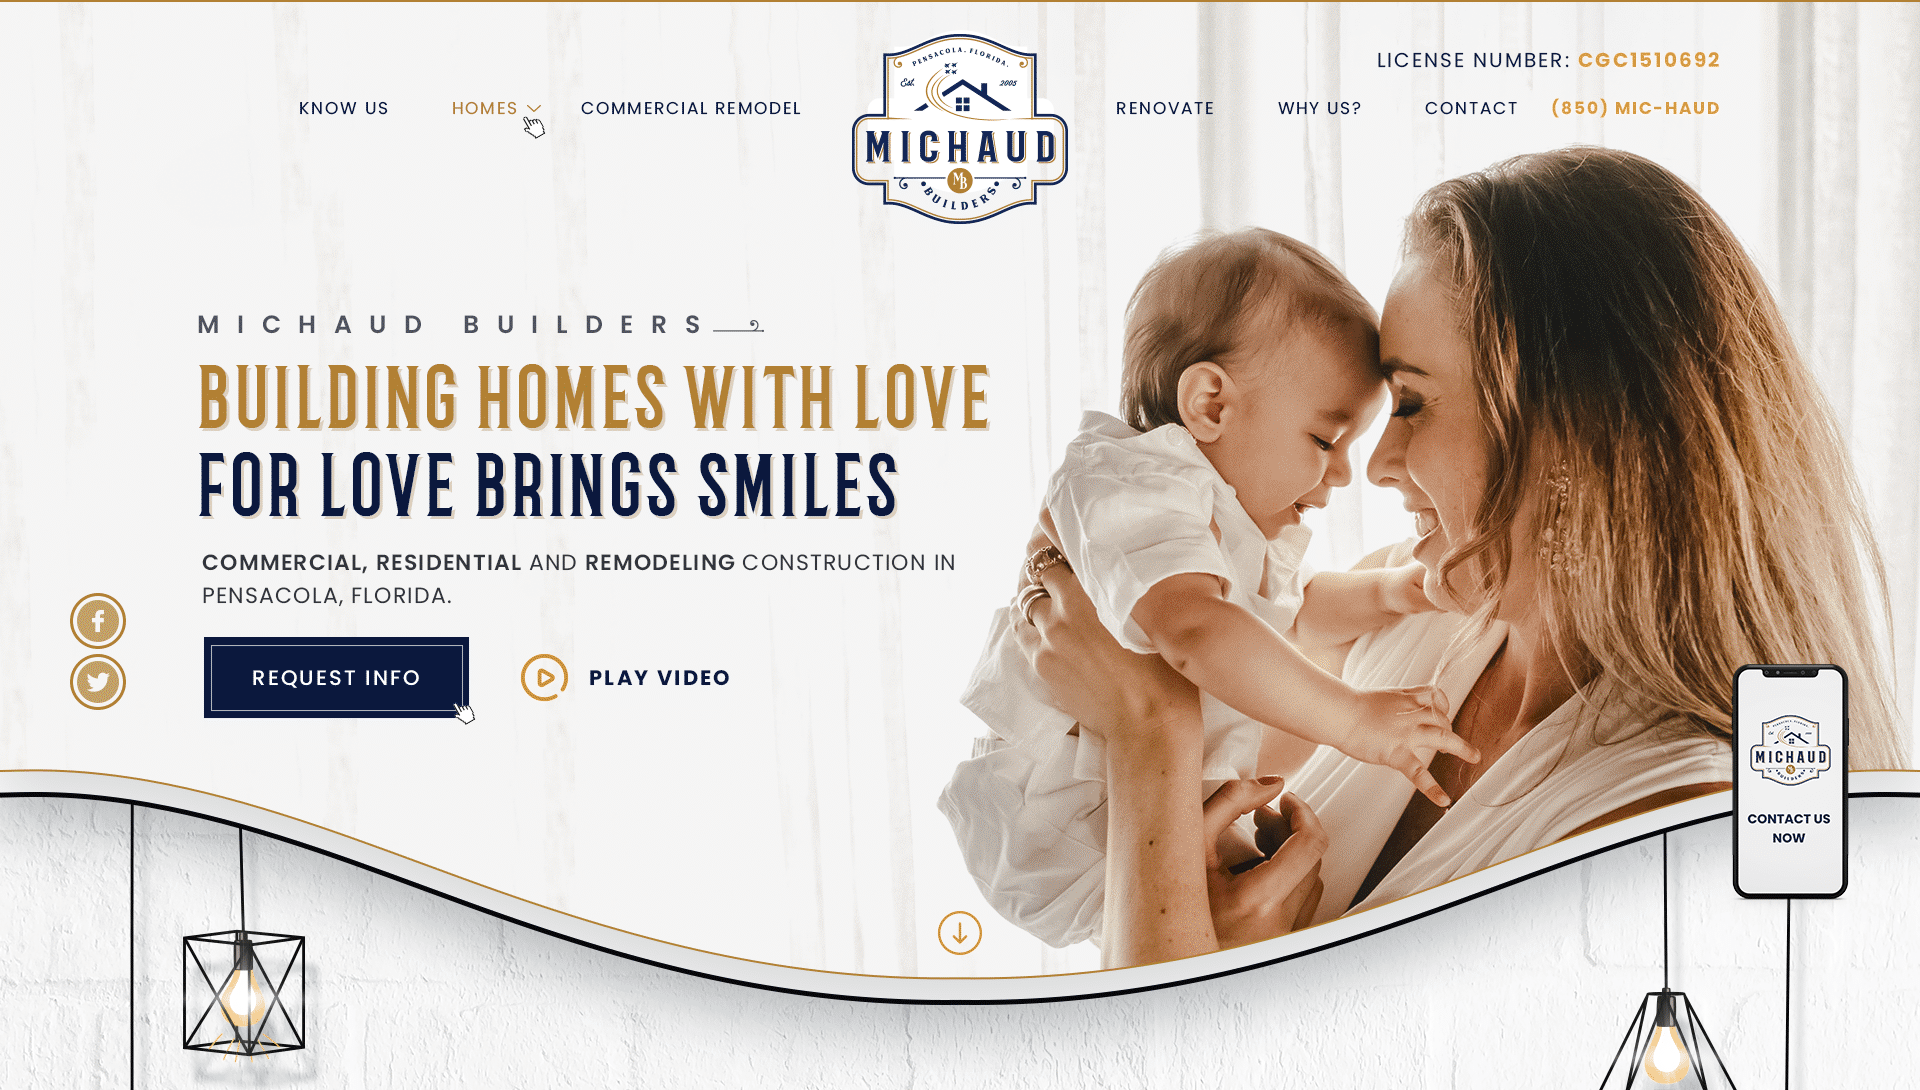 LICENSE NUMBER: CGC1510692
KNOW US
HOMES
COMMERCIAL REMODEL
PENSACOLA, FLORIDA.
Est.
2005
MICHAUD
MB
BUILDERS
RENOVATE
WHY US?
CONTACT
(850) MIC-HAUD
MICHAUD BUILDERS
BUILDING HOMES WITH LOVE
FOR LOVE BRINGS SMILES
COMMERCIAL, RESIDENTIAL AND REMODELING CONSTRUCTION IN
PENSACOLA, FLORIDA.
REQUEST INFO
PLAY VIDEO
MICHAUD
BUILDERS
CONTACT US
NOW